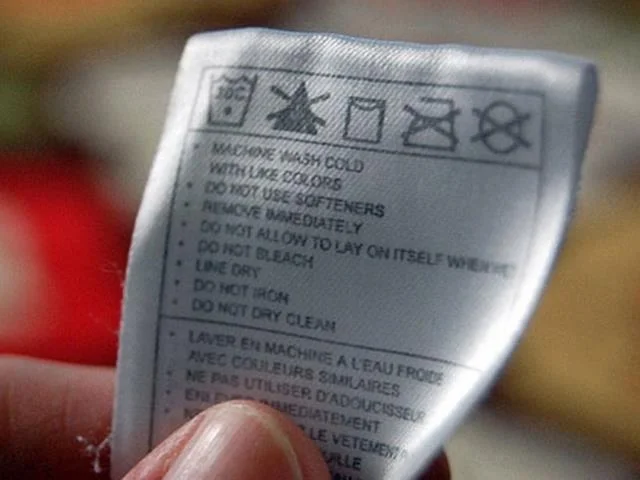 30C
• MACHINE WASH COLD
WITH LIKE COLORS
• DO NOT USE SOFTENERS
• REMOVE IMMEDIATELY
• DO NOT ALLOW TO LAY ON ITSELF WHEN WET
• DO NOT BLEACH
• LINE DRY
• DO NOT IRON
• DO NOT DRY CLEAN
• LAVER EN MACHINE A L'EAU FROIDE
AVEC COULEURS SIMILAIRES
• NE PAS UTILISER D'ADOUCISSEUR
IMMEDIATEMENT
LE VETEMENT